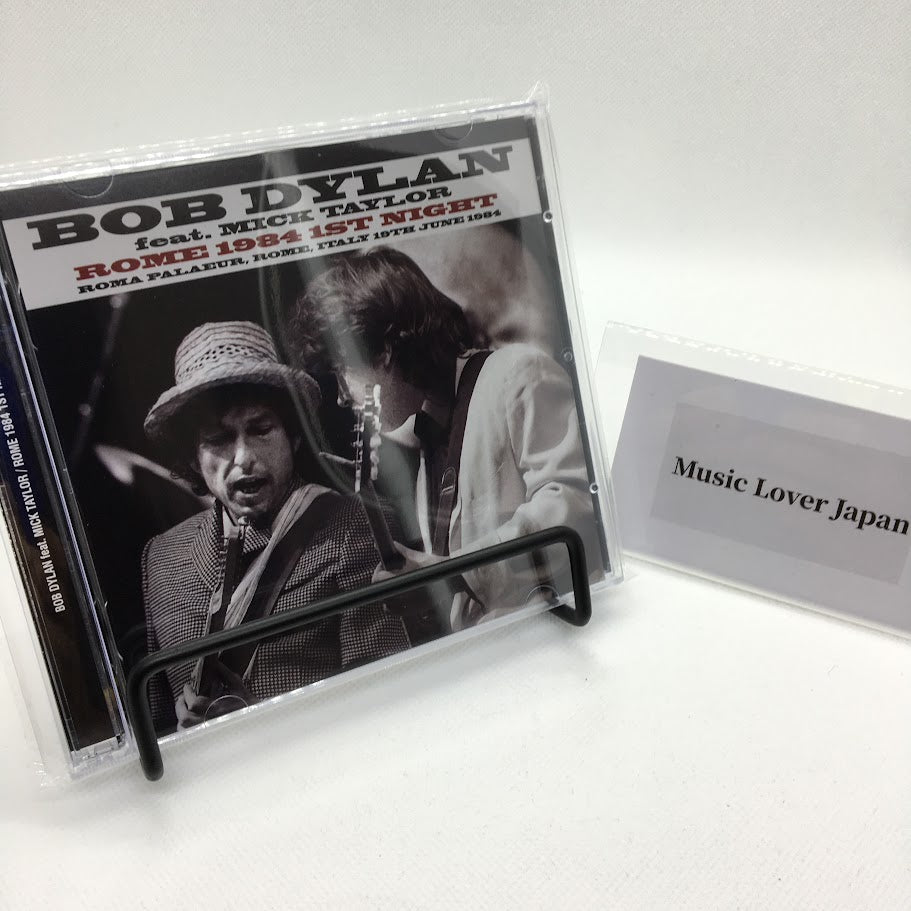 BOB DYLAN
feat. MICK TAYLOR
ROME 1984 1ST NIGHT
ROMA PALAEUR, ROME, ITALY 19TH JUNE 1984
BOB DYLAN feat. MICK TAYLOR / ROME 1984 1ST
Music Lover Japan